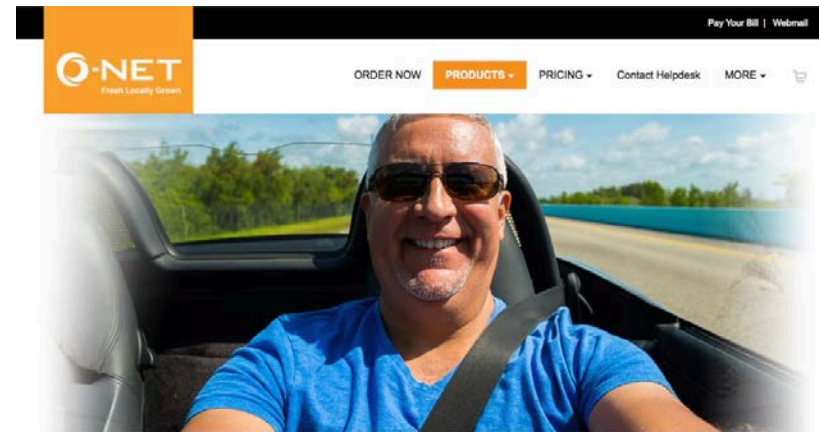 Pay Your Bill | Webmail
O-NET
Fresh Locally Grown
ORDER NOW PRODUCTS PRICING Contact Helpdesk MORE